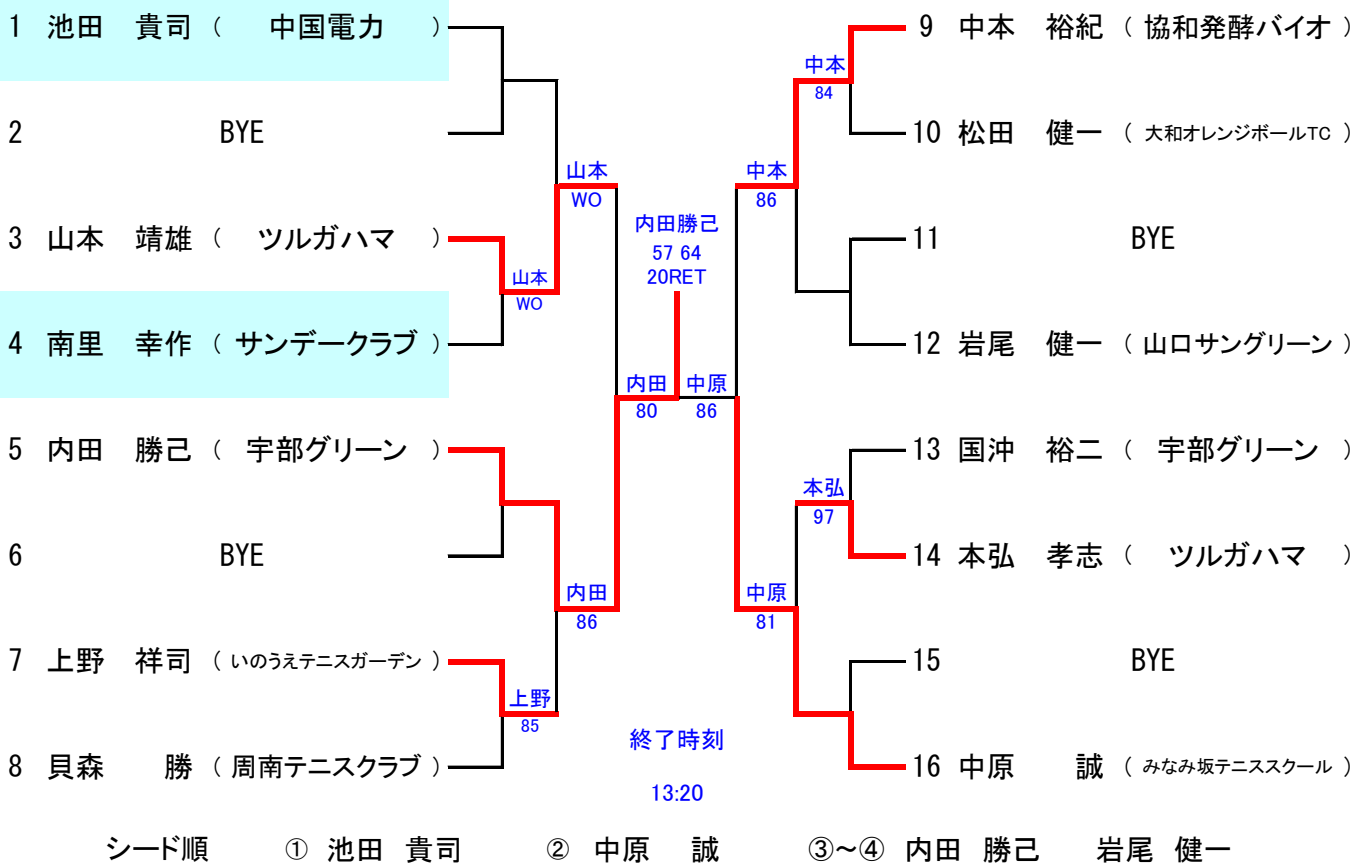 1 池田 貴司 ( 中国電力 )
2 BYE
3 山本 靖雄 ( ツルガハマ )
4 南里 幸作 ( サンデークラブ )
5 内田 勝己 ( 宇部グリーン )
6 BYE
7 上野 祥司 ( いのうえテニスガーデン )
8 貝森 勝 ( 周南テニスクラブ )
山本
WO
山本
WO
内田
86
上野
85
内田
80
内田勝己
57 64
20RET
中原
86
中本
86
中本
84
本弘
97
中原
81
終了時刻
13:20
9 中本 裕紀 ( 協和発酵バイオ )
10 松田 健一 ( 大和オレンジボールTC )
11 BYE
12 岩尾 健一 ( 山口サングリーン )
13 国沖 裕二 ( 宇部グリーン )
14 本弘 孝志 ( ツルガハマ )
15 BYE
16 中原 誠 ( みなみ坂テニススクール )
シード順 ① 池田 貴司 ② 中原 誠 ③～④ 内田 勝己 岩尾 健一